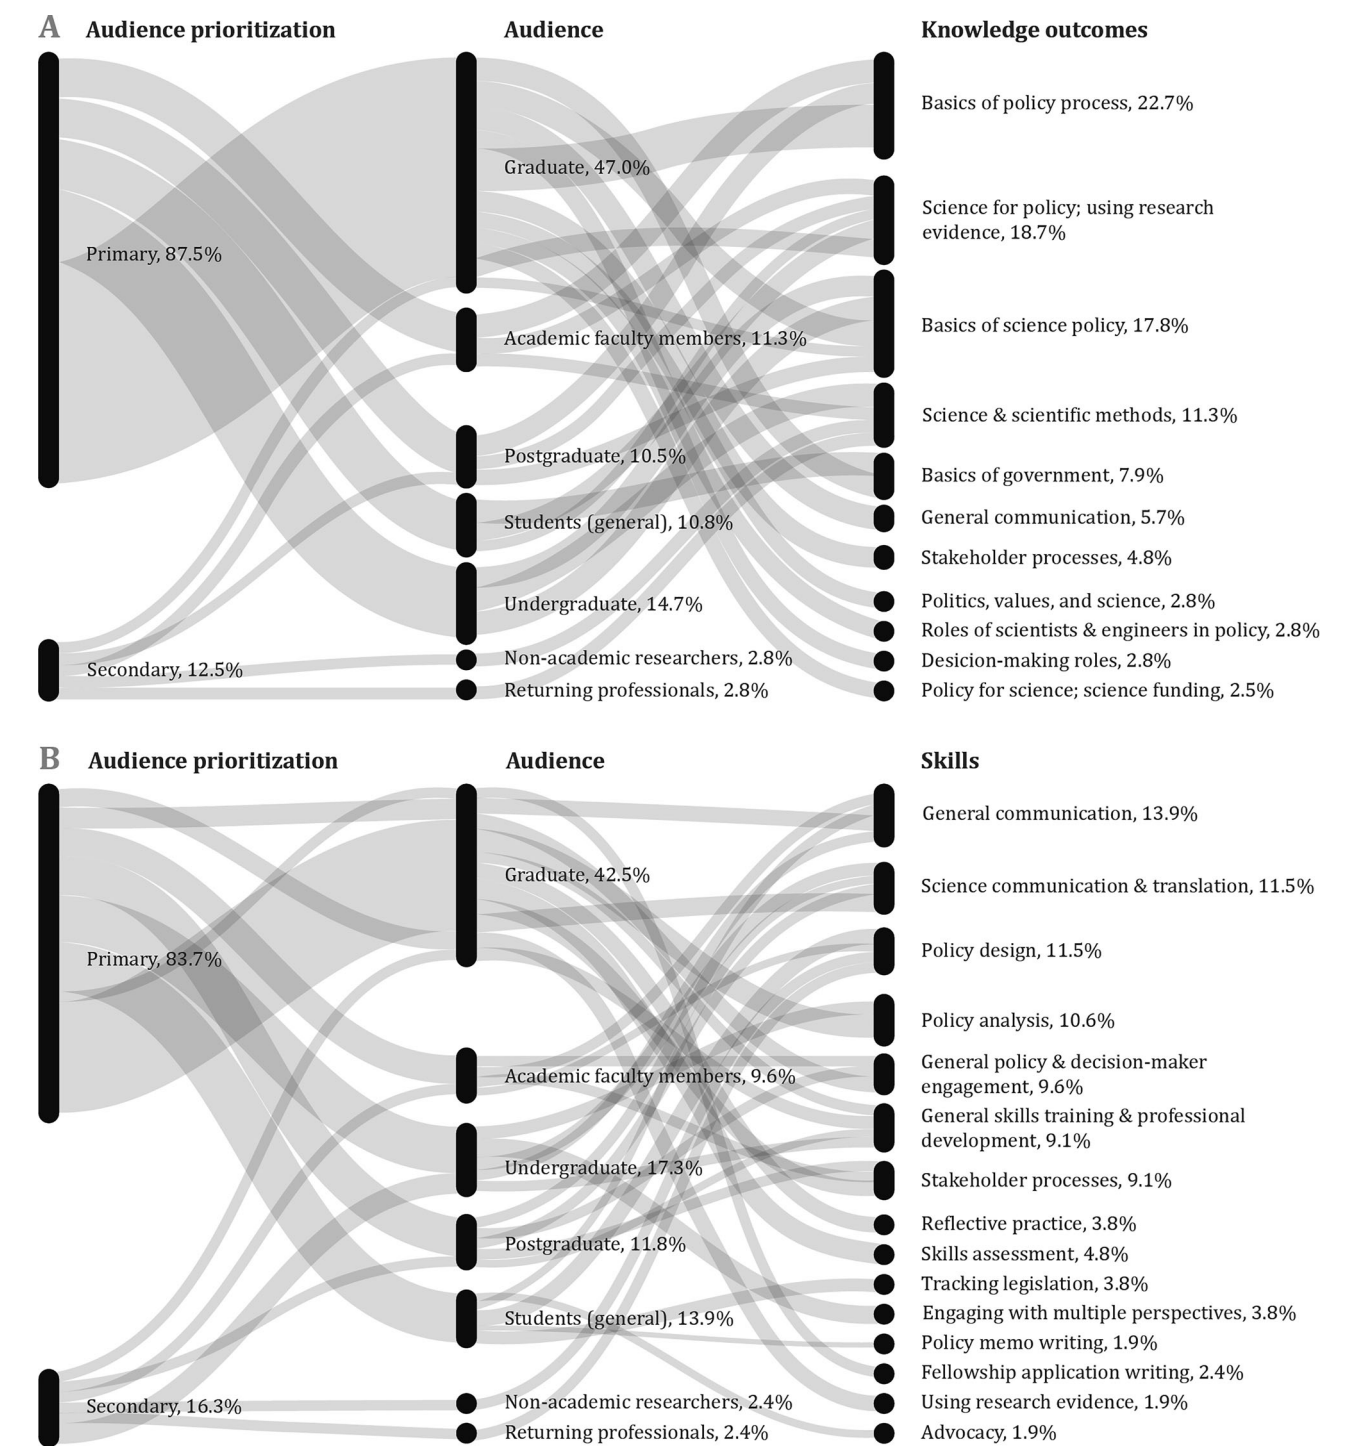 A Audience prioritization Audience Knowledge outcomes
Basics of policy process, 22.7%
Graduate, 47.0%
Science for policy; using research
evidence, 18.7%
Primary, 87.5%
Basics of science policy, 17.8%
Academic faculty members, 11.3%
Science & scientific methods, 11.3%
Postgraduate, 10.5%
Basics of government, 7.9%
General communication, 5.7%
Students (general), 10.8%
Stakeholder processes, 4.8%
Undergraduate, 14.7%
Politics, values, and science, 2.8%
Roles of scientists & engineers in policy, 2.8%
Non-academic researchers, 2.8%
Desicion-making roles, 2.8%
Secondary, 12.5%
Returning professionals, 2.8%
Policy for science; science funding, 2.5%
B Audience prioritization Audience Skills
General communication, 13.9%
Graduate, 42.5%
Science communication & translation, 11.5%
Primary, 83.7%
Policy design, 11.5%
Policy analysis, 10.6%
General policy & decision-maker
engagement, 9.6%
Academic faculty members, 9.6%
General skills training & professional
development, 9.1%
Undergraduate, 17.3%
Stakeholder processes, 9.1%
Reflective practice, 3.8%
Postgraduate, 11.8%
Skills assessment, 4.8%
Tracking legislation, 3.8%
Engaging with multiple perspectives, 3.8%
Students (general), 13.9%
Policy memo writing, 1.9%
Fellowship application writing, 2.4%
Secondary, 16.3%
Non-academic researchers, 2.4%
Using research evidence, 1.9%
Returning professionals, 2.4%
Advocacy, 1.9%